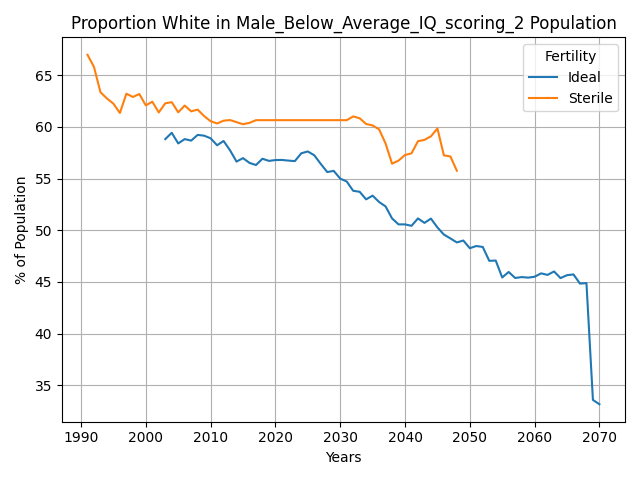 Proportion White in Male_Below_Average_IQ_scoring_2 Population
Fertility
Ideal
Sterile
65
60
55
50
45
40
35
% of Population
1990 2000 2010 2020 2030 2040 2050 2060 2070
Years